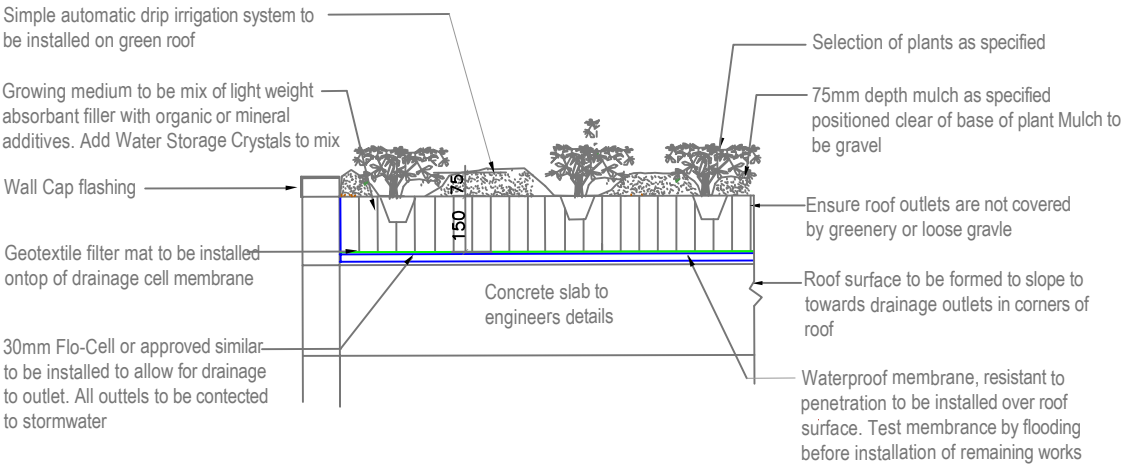 Simple automatic drip irrigation system to
be installed on green roof
Growing medium to be mix of light weight
absorbant filler with organic or mineral
additives. Add Water Storage Crystals to mix
Wall Cap flashing
Geotextile filter mat to be installed
ontop of drainage cell membrane
30mm Flo-Cell or approved similar
to be installed to allow for drainage
to outlet. All outtels to be contected
to stormwater
75
150
Concrete slab to
engineers details
Selection of plants as specified
75mm depth mulch as specified
positioned clear of base of plant Mulch to
be gravel
Ensure roof outlets are not covered
by greenery or loose gravle
Roof surface to be formed to slope to
towards drainage outlets in corners of
roof
Waterproof membrane, resistant to
penetration to be installed over roof
surface. Test membrance by flooding
before installation of remaining works